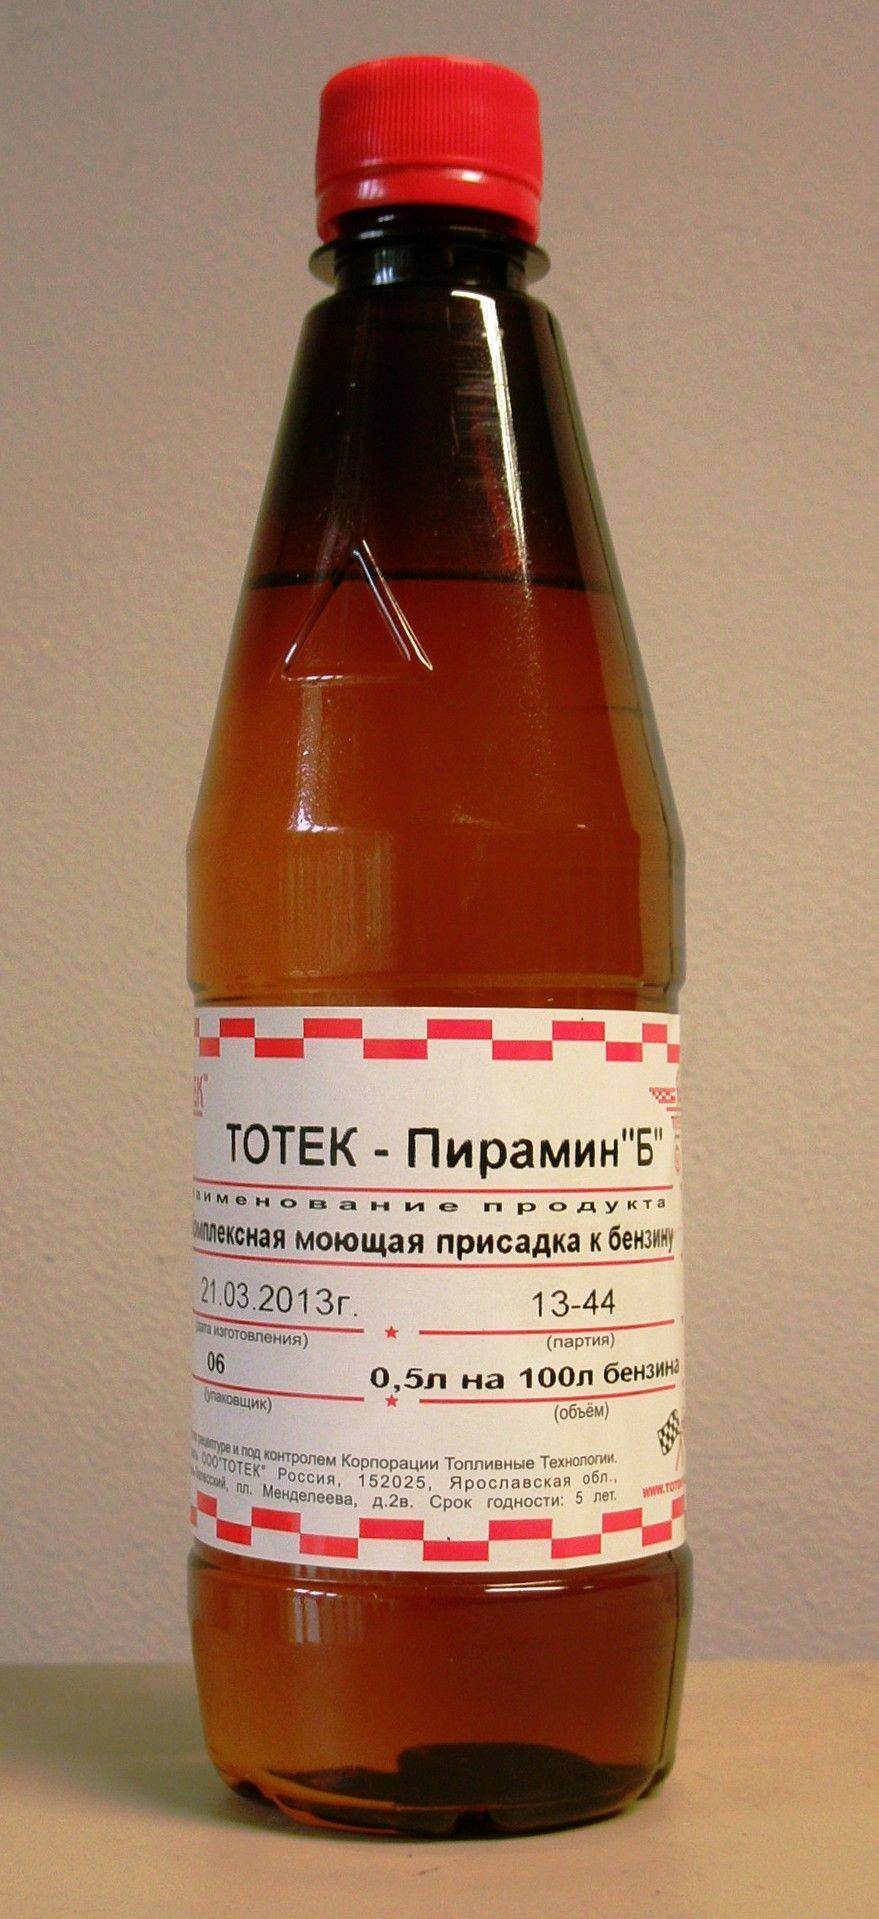 ТОТЕК - Пирамин"Б"
наименование продукта
моющая присадка к бензину
21.03.2013г. 13-44
изготовления) (партия)
06 0,5л на 100л бензина
(упаковщик) (объём)
рецептуре и под контролем Корпорации Топливные Технологии.
ООО"ТОТЕК" Россия, 152025, Ярославская обл.,
пл. Менделеева, д.2в. Срок годности: 5 лет.